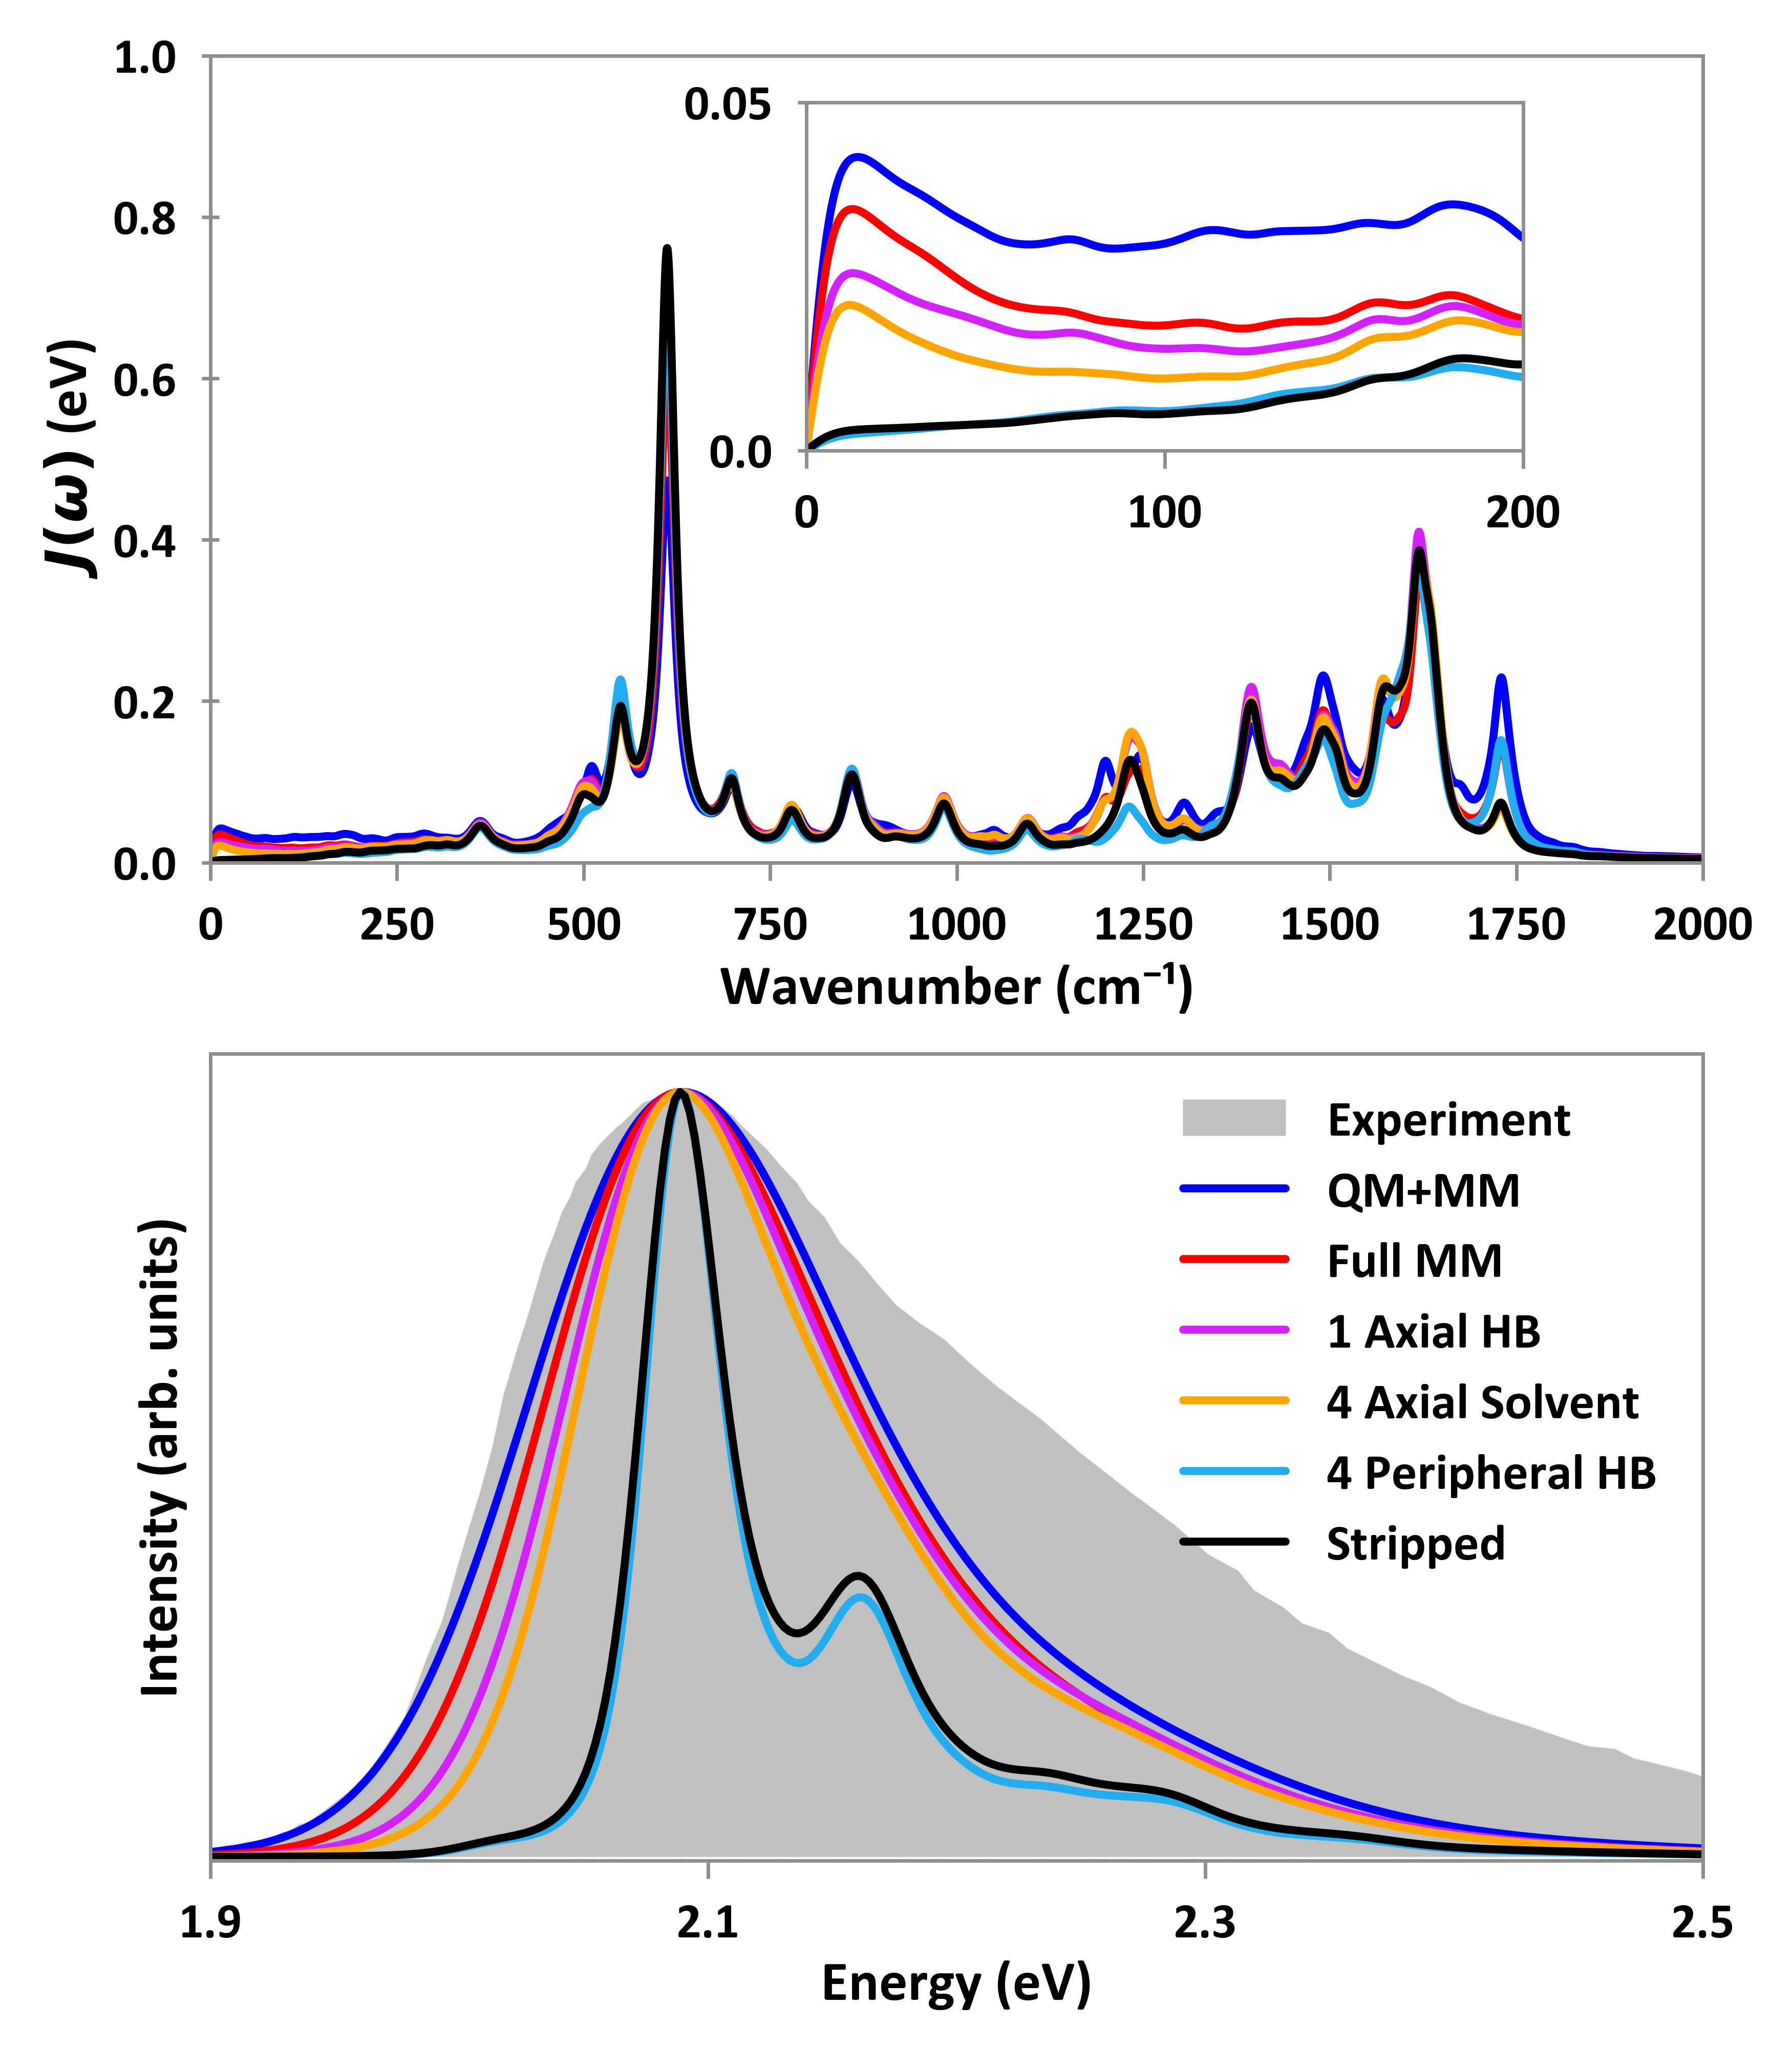 1.0
0.8
0.6
0.4
0.2
0.0
J(ω) (eV)
0.05
0.0
0 100 200
0 250 500 750 1000 1250 1500 1750 2000
Wavenumber (cm⁻¹)
Intensity (arb. units)
Experiment
QM+MM
Full MM
1 Axial HB
4 Axial Solvent
4 Peripheral HB
Stripped
1.9 2.1 2.3 2.5
Energy (eV)